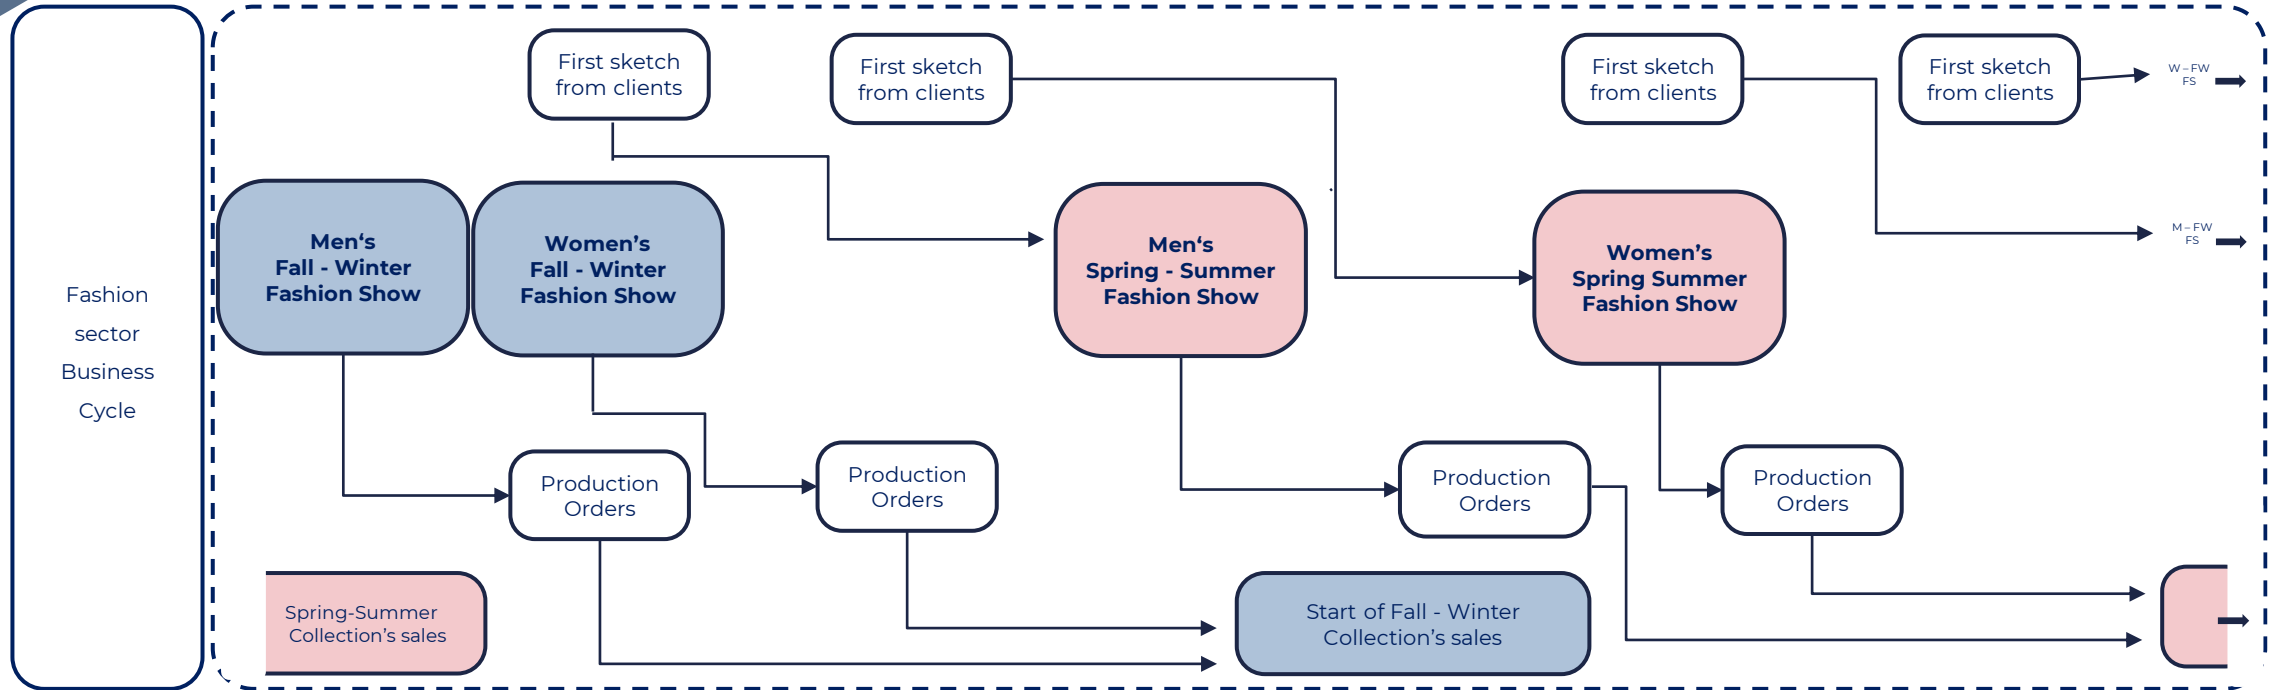 Fashion
sector
Business
Cycle
First sketch
from clients
First sketch
from clients
First sketch
from clients
First sketch
from clients
W – FW
FS
Men‘s
Fall - Winter
Fashion Show
Women’s
Fall - Winter
Fashion Show
Men‘s
Spring - Summer
Fashion Show
Women’s
Spring Summer
Fashion Show
M – FW
FS
Production
Orders
Production
Orders
Production
Orders
Production
Orders
Spring-Summer
Collection’s sales
Start of Fall - Winter
Collection’s sales